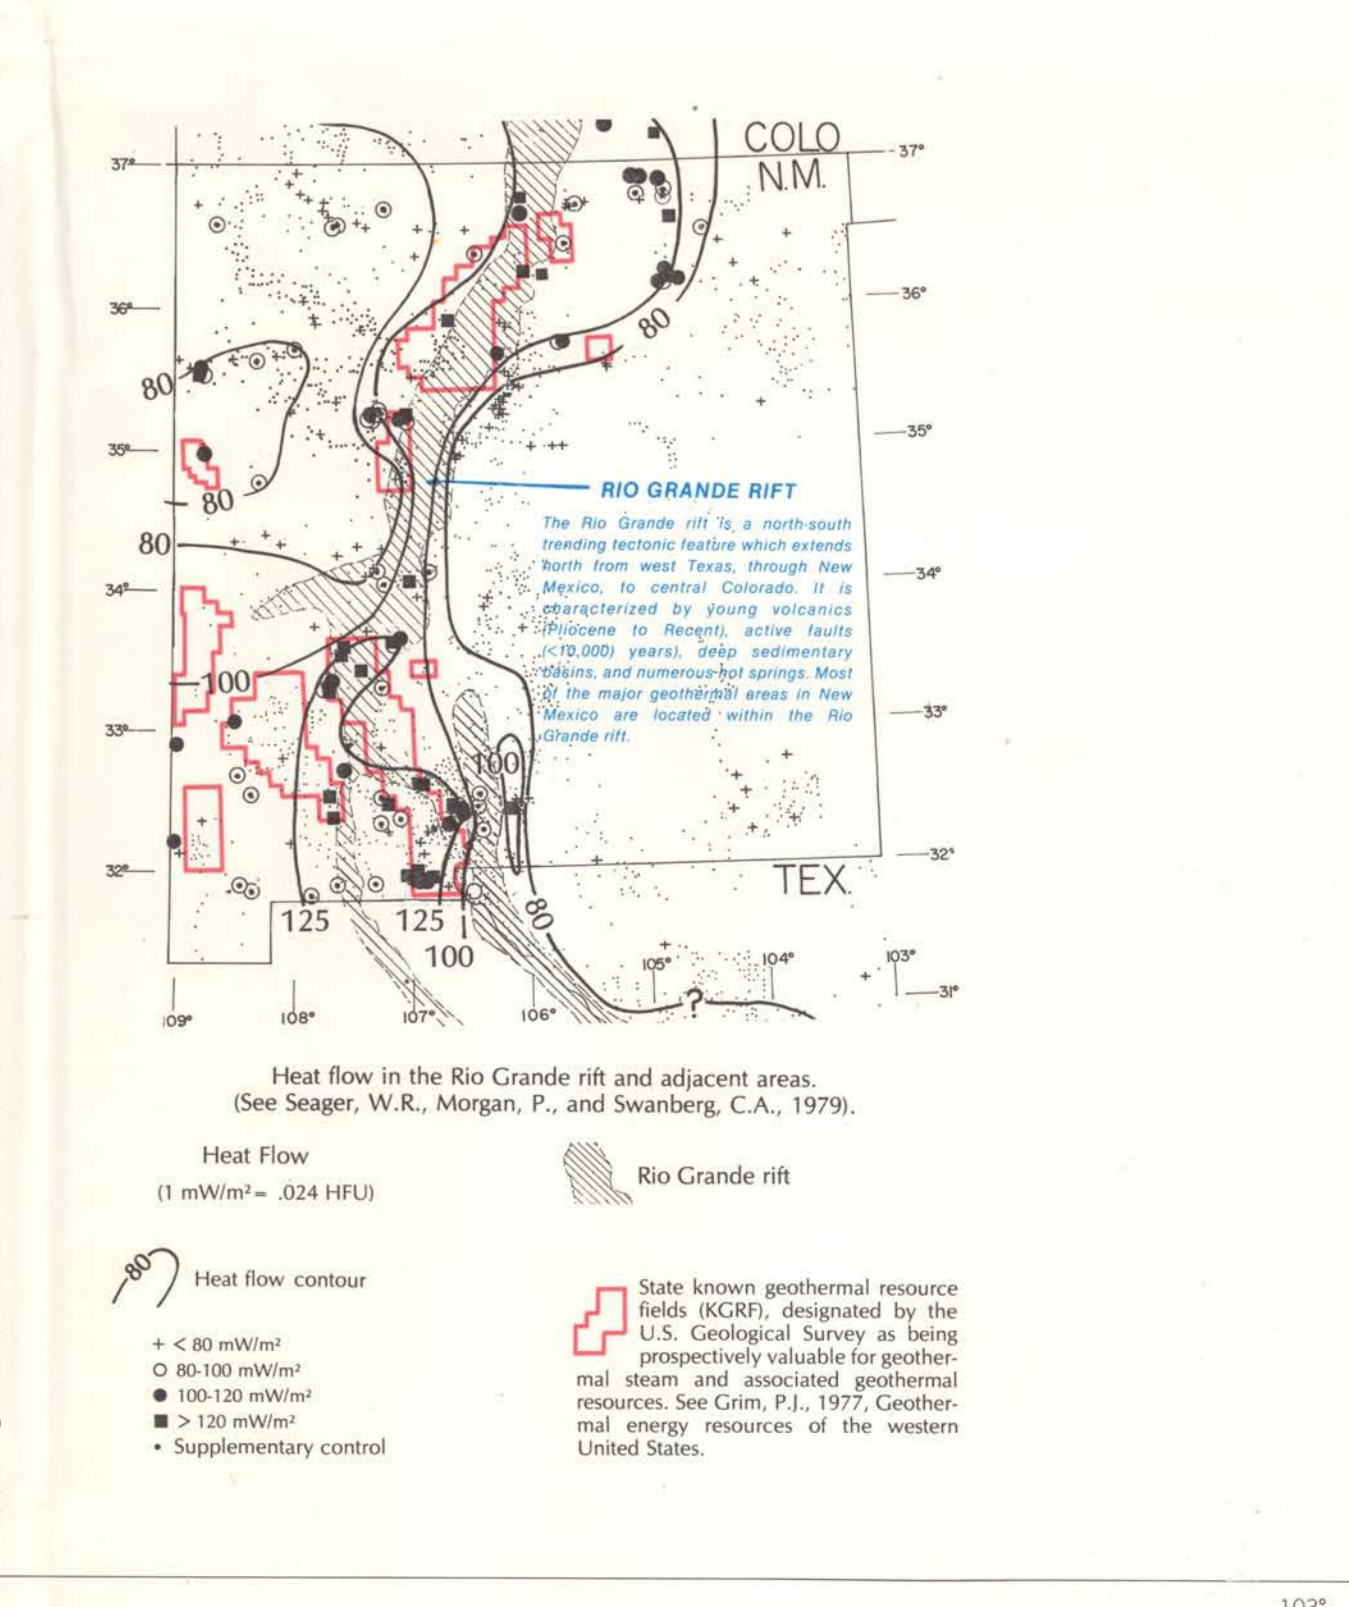 COLO
37°
37°
N.M.
36°
36°
80
80
35°
35°
80
RIO GRANDE RIFT
The Rio Grande rift is a north-south
trending tectonic feature which extends
north from west Texas, through New
Mexico, to central Colorado. It is
characterized by young volcanics
(Pliocene to Recent), active faults
(<10,000) years), deep sedimentary
basins, and numerous hot springs. Most
of the major geothermal areas in New
Mexico are located within the Rio
Grande rift.
80
34°
34°
100
33°
33°
100
32°
32°
TEX.
125
125
80
100
105°
104°
103°
31°
?
109°
108°
107°
106°
Heat flow in the Rio Grande rift and adjacent areas.
(See Seager, W.R., Morgan, P., and Swanberg, C.A., 1979).
Heat Flow
(1 mW/m²= .024 HFU)
Rio Grande rift
80
Heat flow contour
+ < 80 mW/m²
○ 80-100 mW/m²
● 100-120 mW/m²
■ > 120 mW/m²
• Supplementary control
State known geothermal resource
fields (KGRF), designated by the
U.S. Geological Survey as being
prospectively valuable for geother-
mal steam and associated geothermal
resources. See Grim, P.J., 1977, Geother-
mal energy resources of the western
United States.
103°